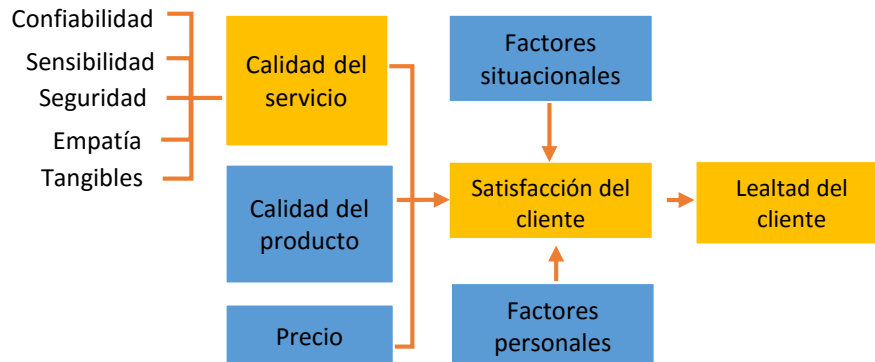 Confiabilidad
Sensibilidad
Seguridad
Empatía
Tangibles
Calidad del
servicio
Calidad del
producto
Precio
Factores
situacionales
Satisfacción del
cliente
Factores
personales
Lealtad del
cliente